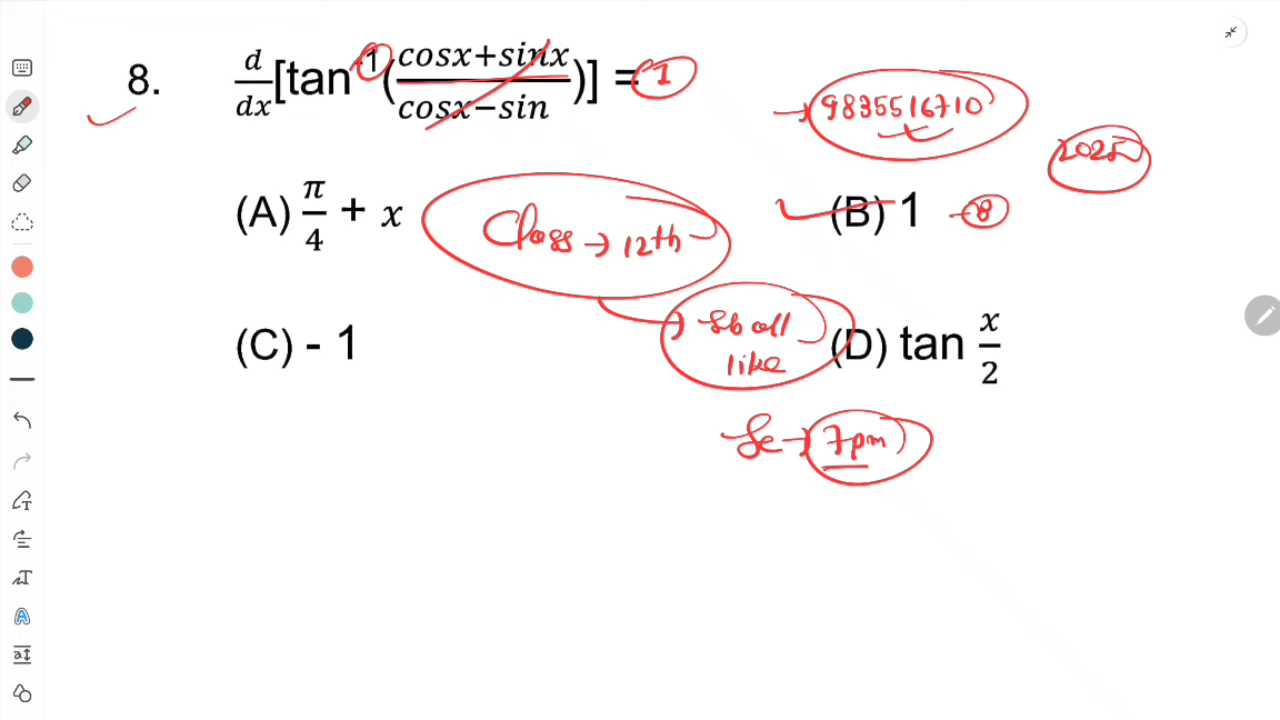 8. d/dx[tan⁻¹(cosx+sinx/cosx−sin)] = 1
9835516710
2025
(A) π/4 + x
Class → 12th
(B) 1 8
(C) - 1
all
like
(D) tan x/2
7pm